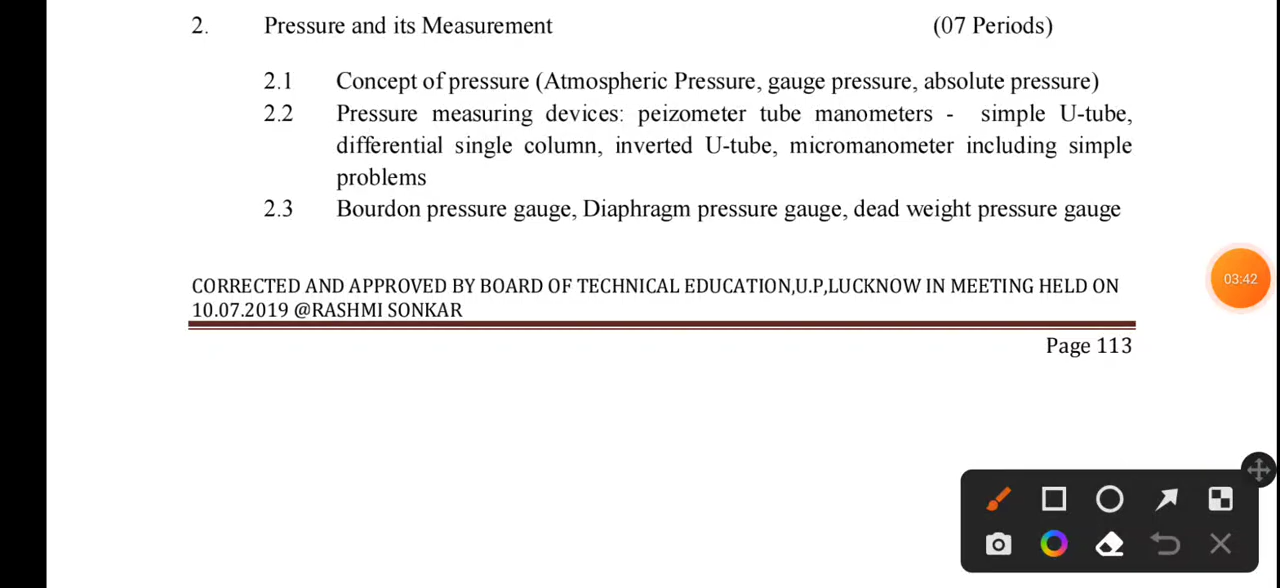 2. Pressure and its Measurement (07 Periods)
2.1 Concept of pressure (Atmospheric Pressure, gauge pressure, absolute pressure)
2.2 Pressure measuring devices: peizometer tube manometers - simple U-tube,
differential single column, inverted U-tube, micromanometer including simple
problems
2.3 Bourdon pressure gauge, Diaphragm pressure gauge, dead weight pressure gauge
03:42
CORRECTED AND APPROVED BY BOARD OF TECHNICAL EDUCATION,U.P,LUCKNOW IN MEETING HELD ON
10.07.2019 @RASHMI SONKAR
Page 113